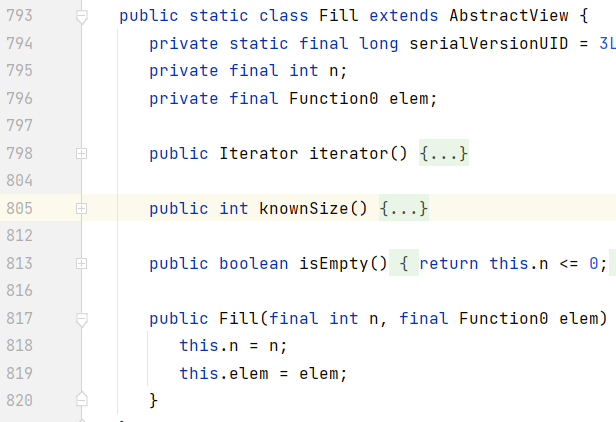 793 public static class Fill extends AbstractView {
794 private static final long serialVersionUID = 3L
795 private final int n;
796 private final Function0 elem;
797
798 public Iterator iterator() {...}
804
805 public int knownSize() {...}
812
813 public boolean isEmpty() { return this.n <= 0;
816
817 public Fill(final int n, final Function0 elem)
818 this.n = n;
819 this.elem = elem;
820 }